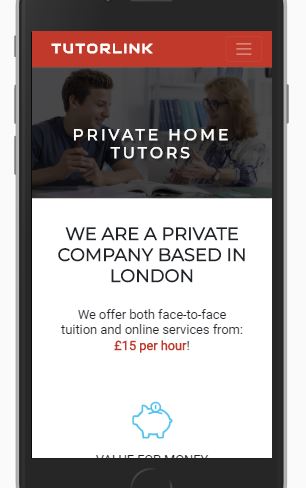 TUTORLINK
PRIVATE HOME
TUTORS
WE ARE A PRIVATE
COMPANY BASED IN
LONDON
We offer both face-to-face
tuition and online services from:
£15 per hour!
VALUE FOR MONEY